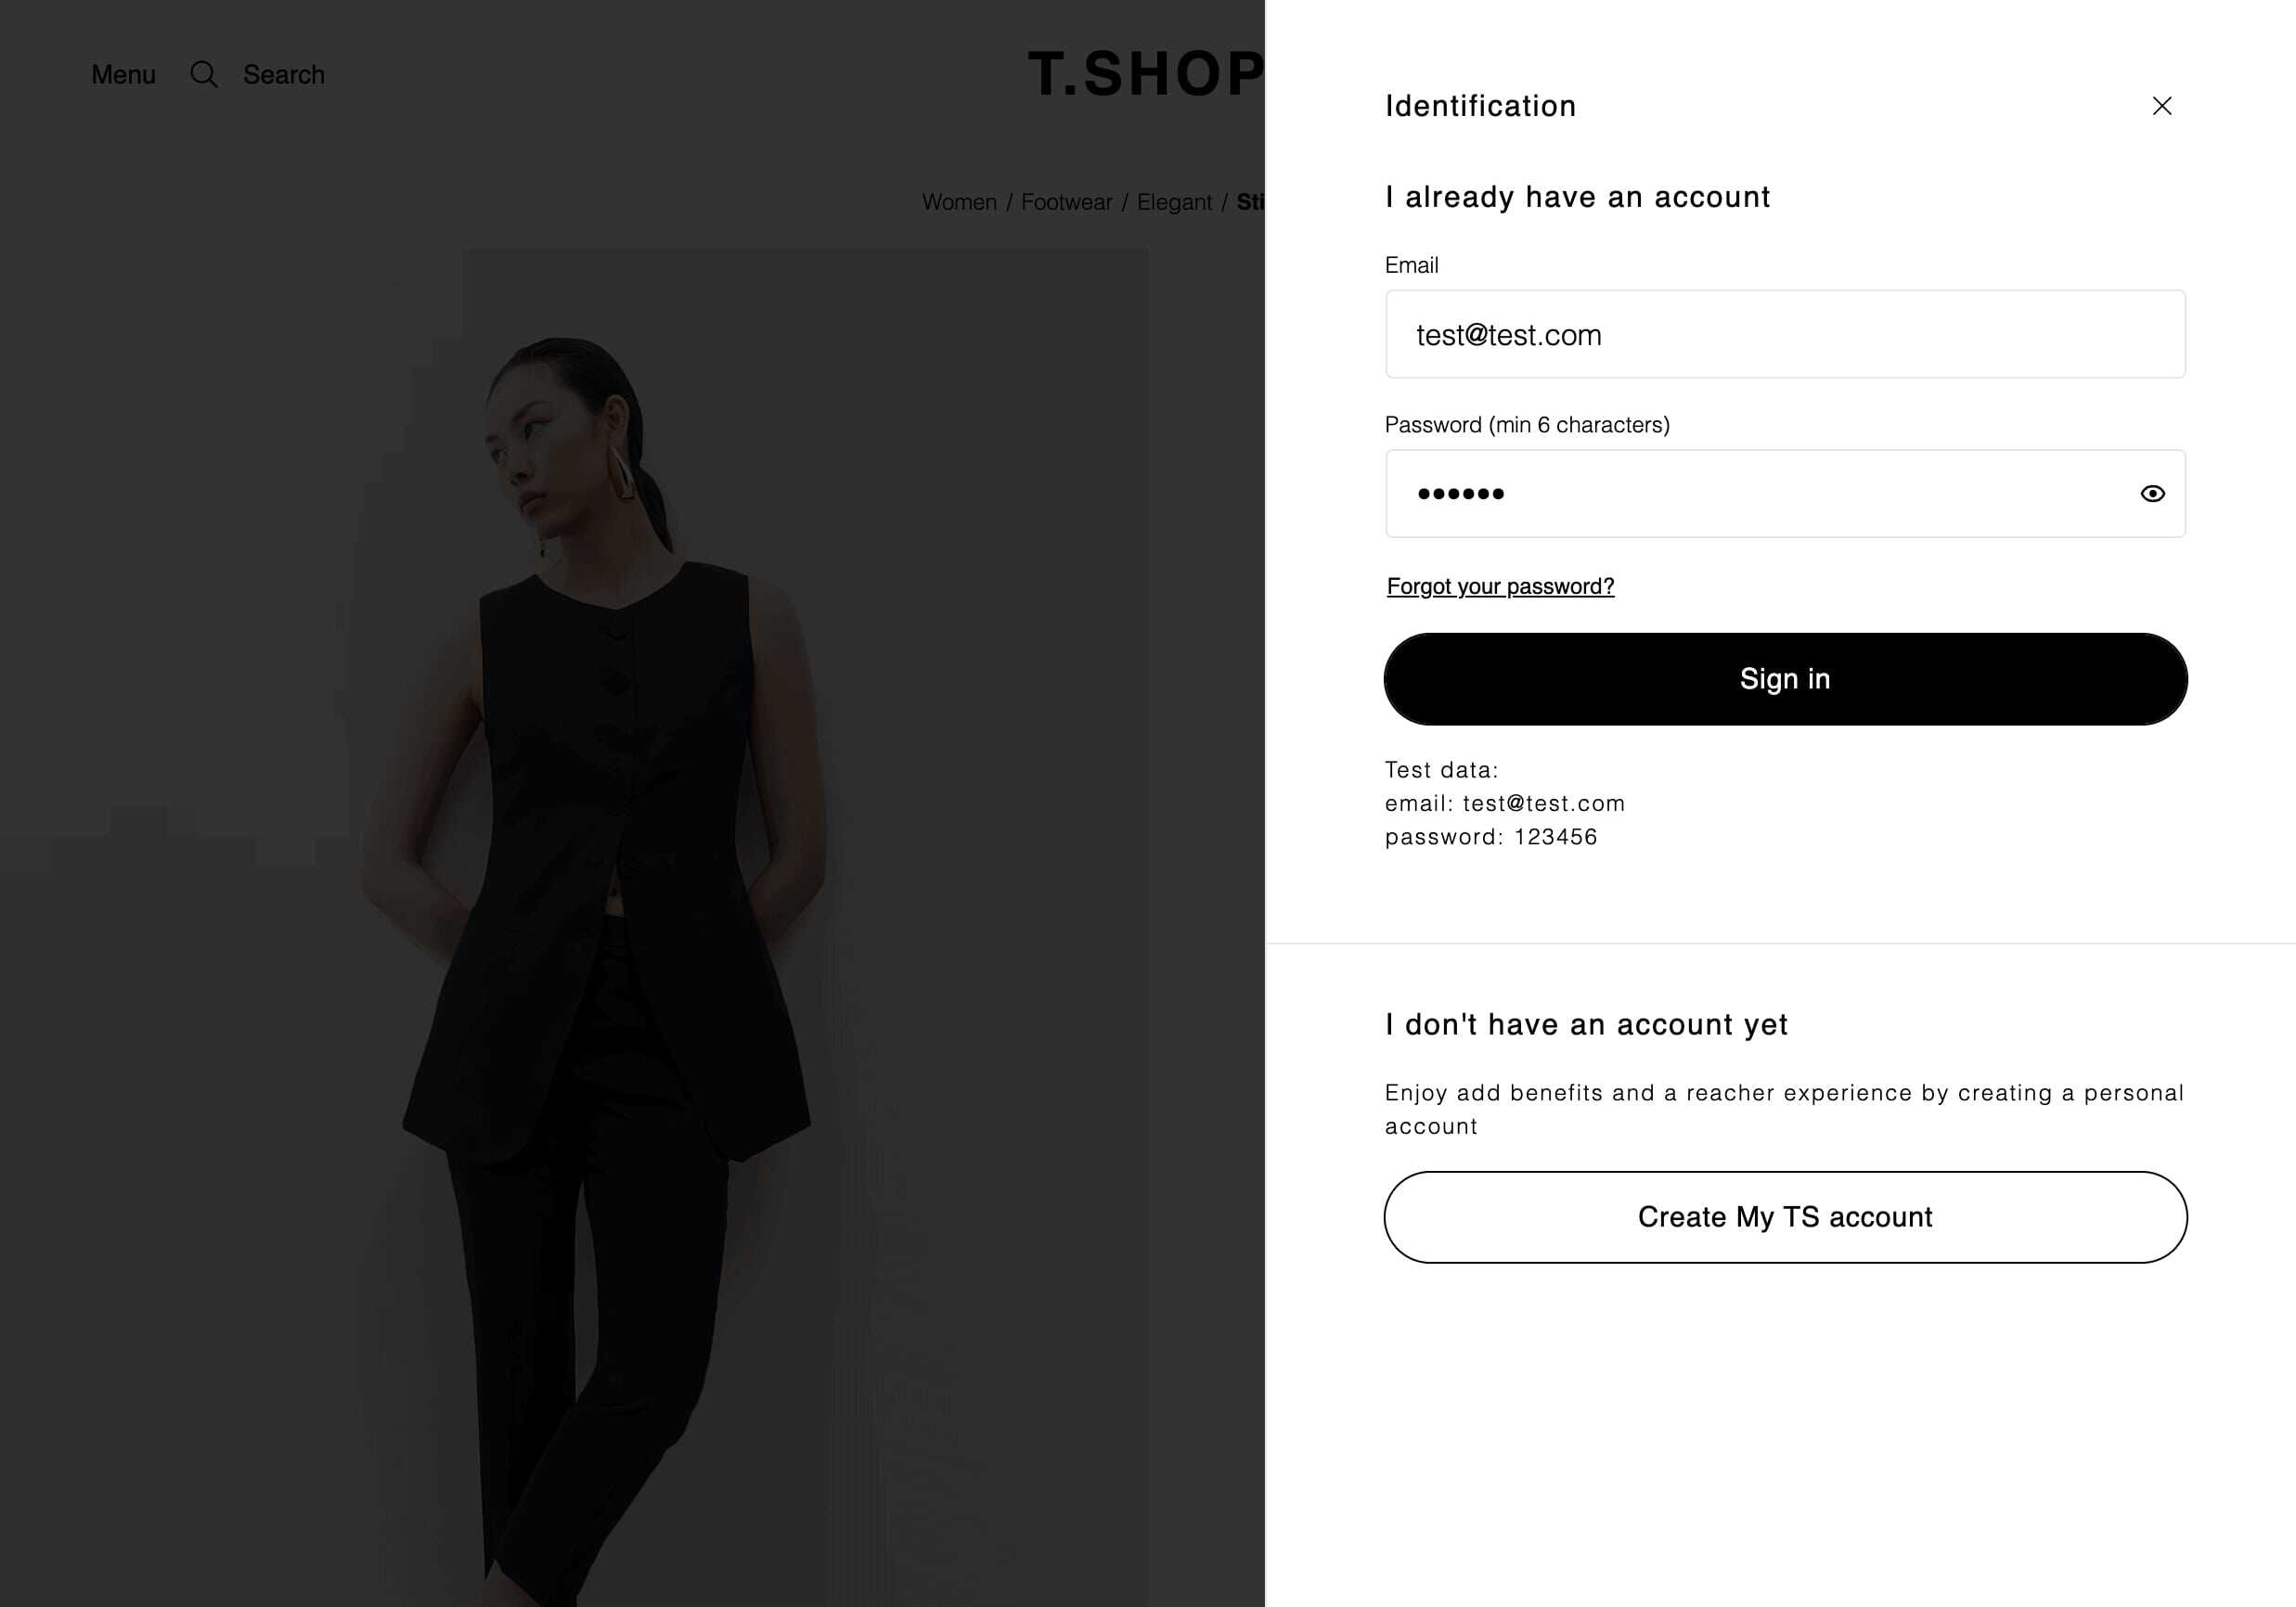 Menu Search
T.SHOP
Women / Footwear / Elegant / Sti
Identification
I already have an account
Email
test@test.com
Password (min 6 characters)
••••••
Forgot your password?
Sign in
Test data:
email: test@test.com
password: 123456
I don't have an account yet
Enjoy add benefits and a reacher experience by creating a personal
account
Create My TS account